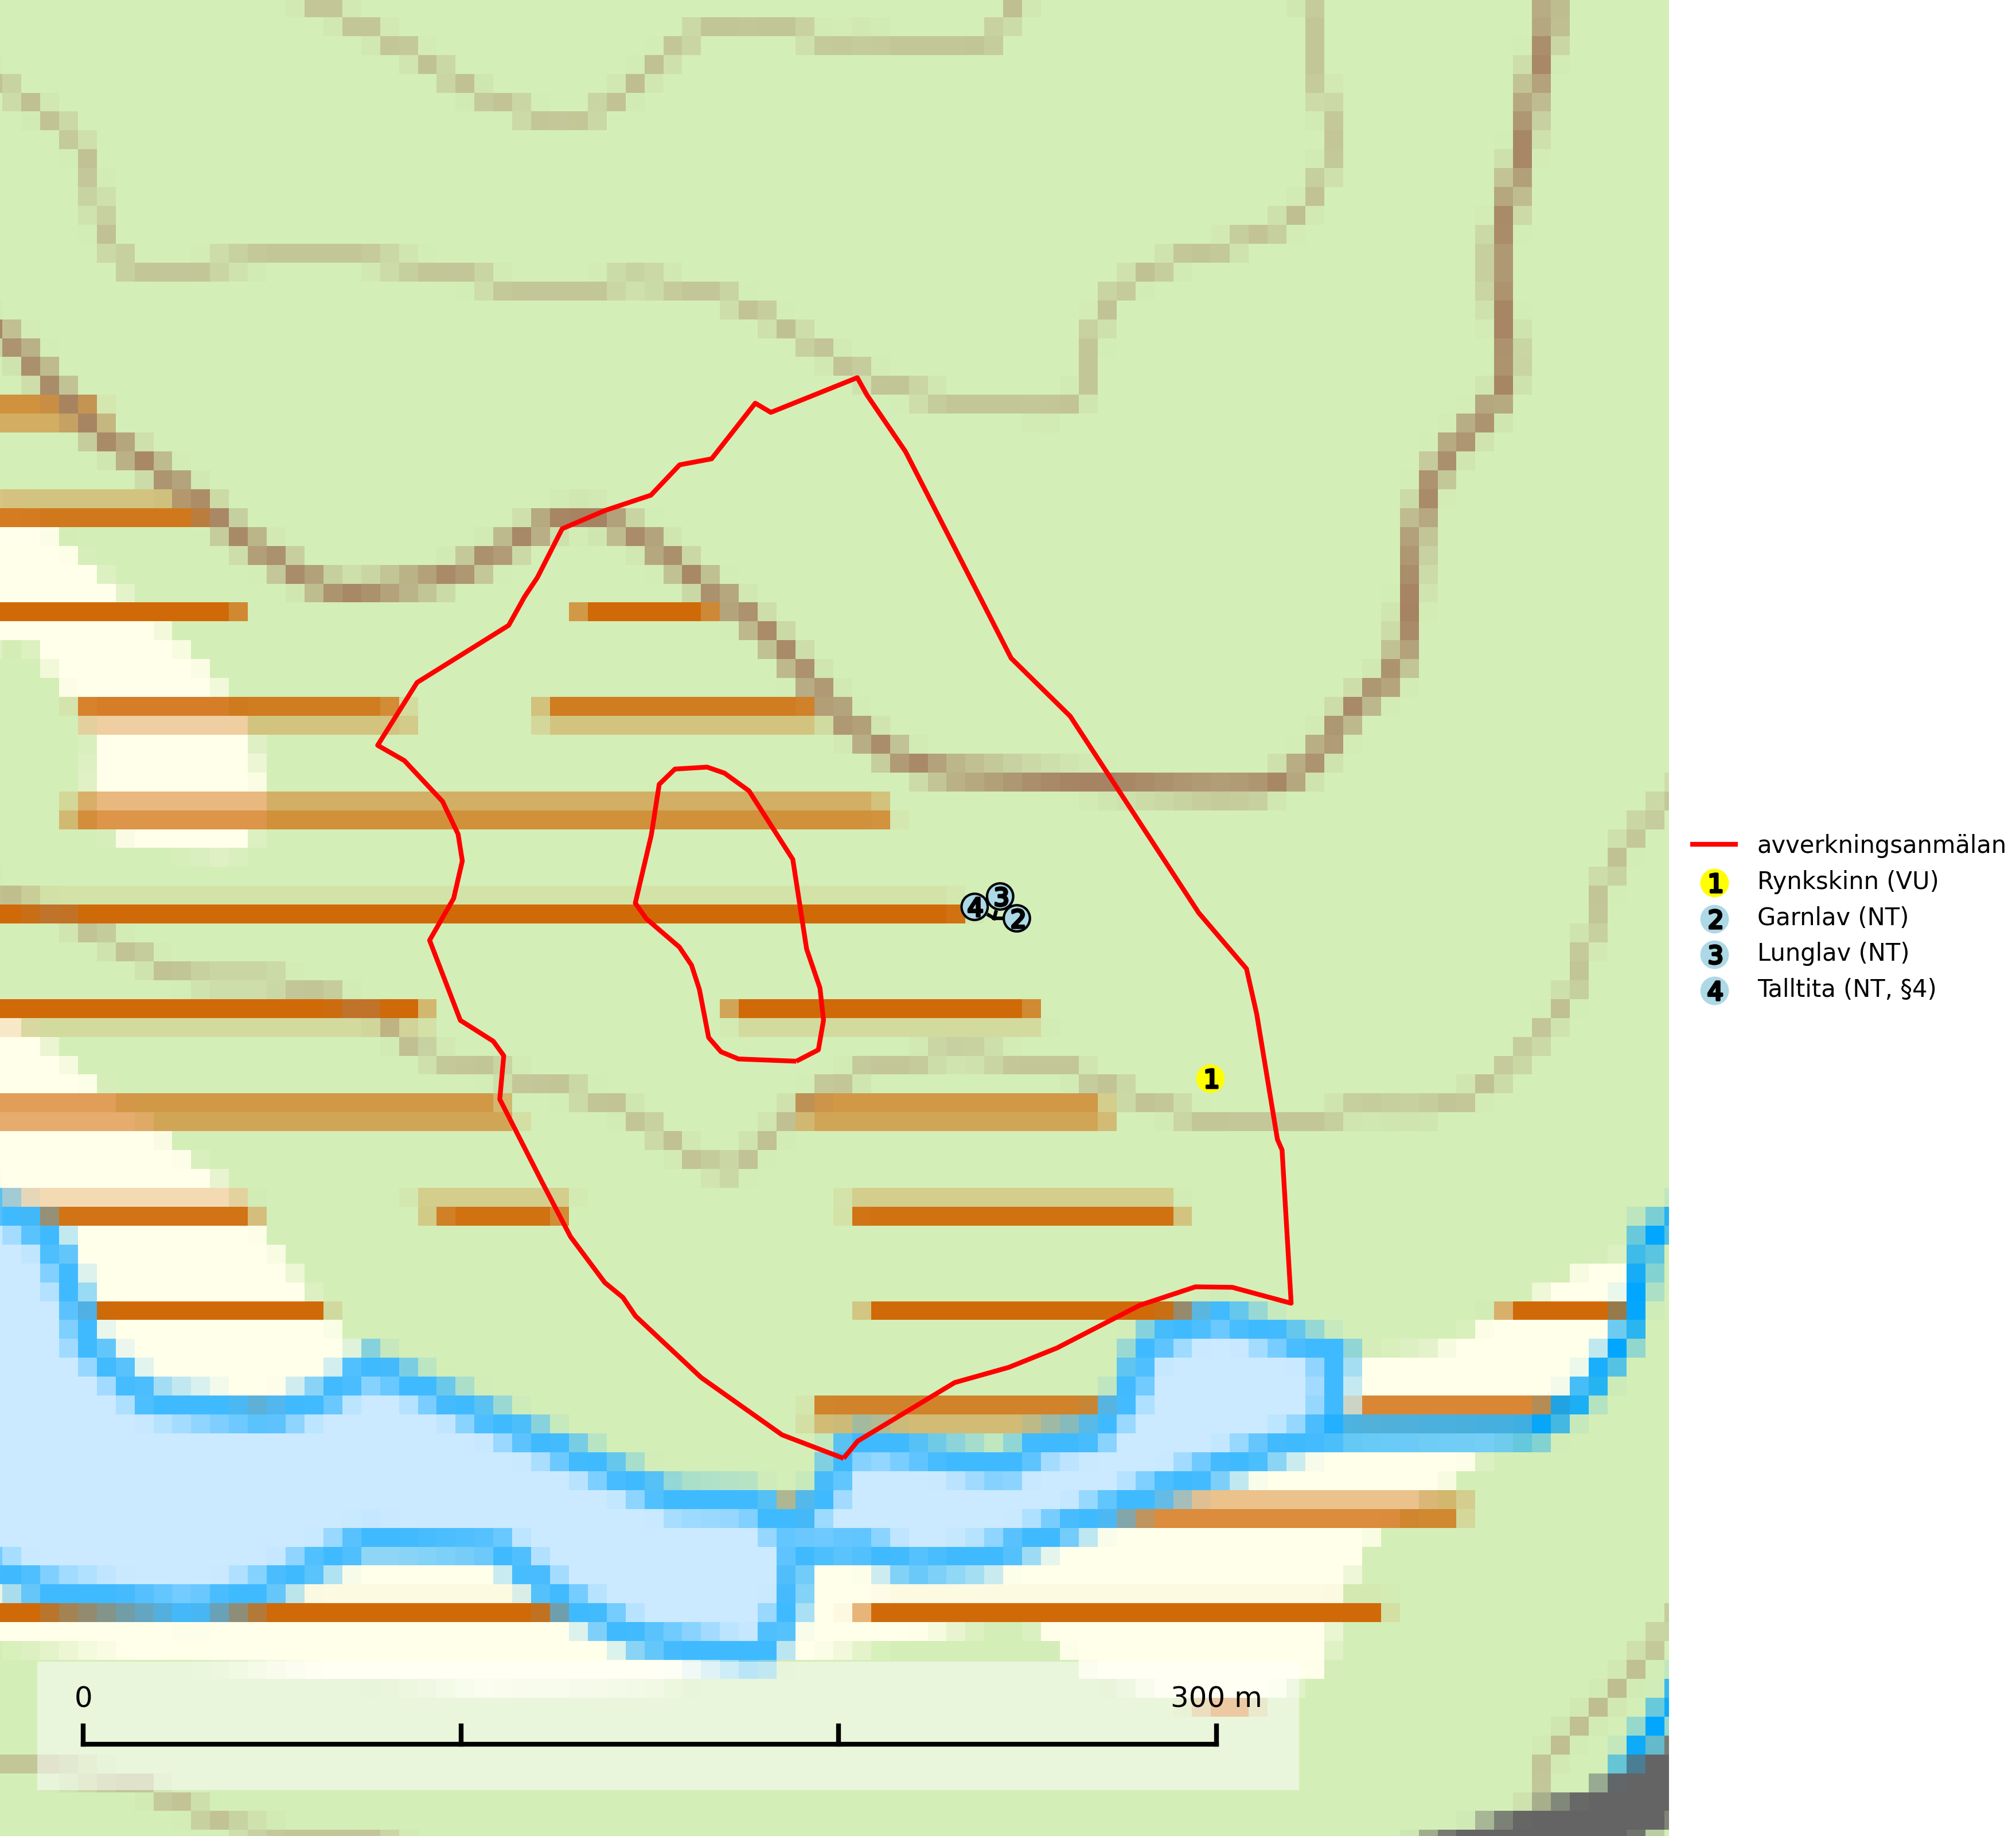 3
4
2
1
avverkningsanmälan
1 Rynkskinn (VU)
2 Garnlav (NT)
3 Lunglav (NT)
4 Talltita (NT, §4)
0 300 m